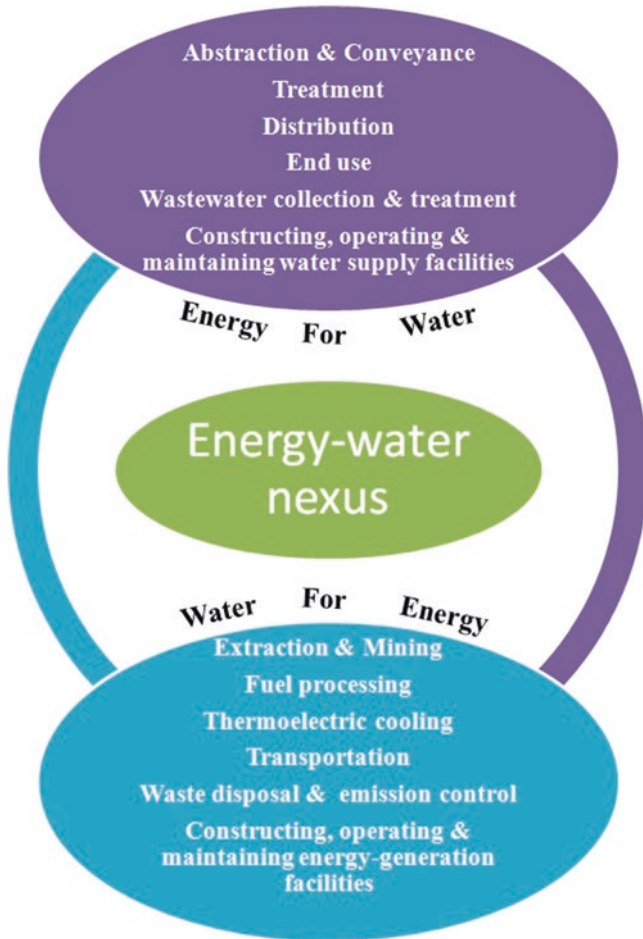 Abstraction & Conveyance
Treatment
Distribution
End use
Wastewater collection & treatment
Constructing, operating &
maintaining water supply facilities
Energy For Water
Energy-water
nexus
Water For Energy
Extraction & Mining
Fuel processing
Thermoelectric cooling
Transportation
Waste disposal & emission control
Constructing, operating &
maintaining energy-generation
facilities